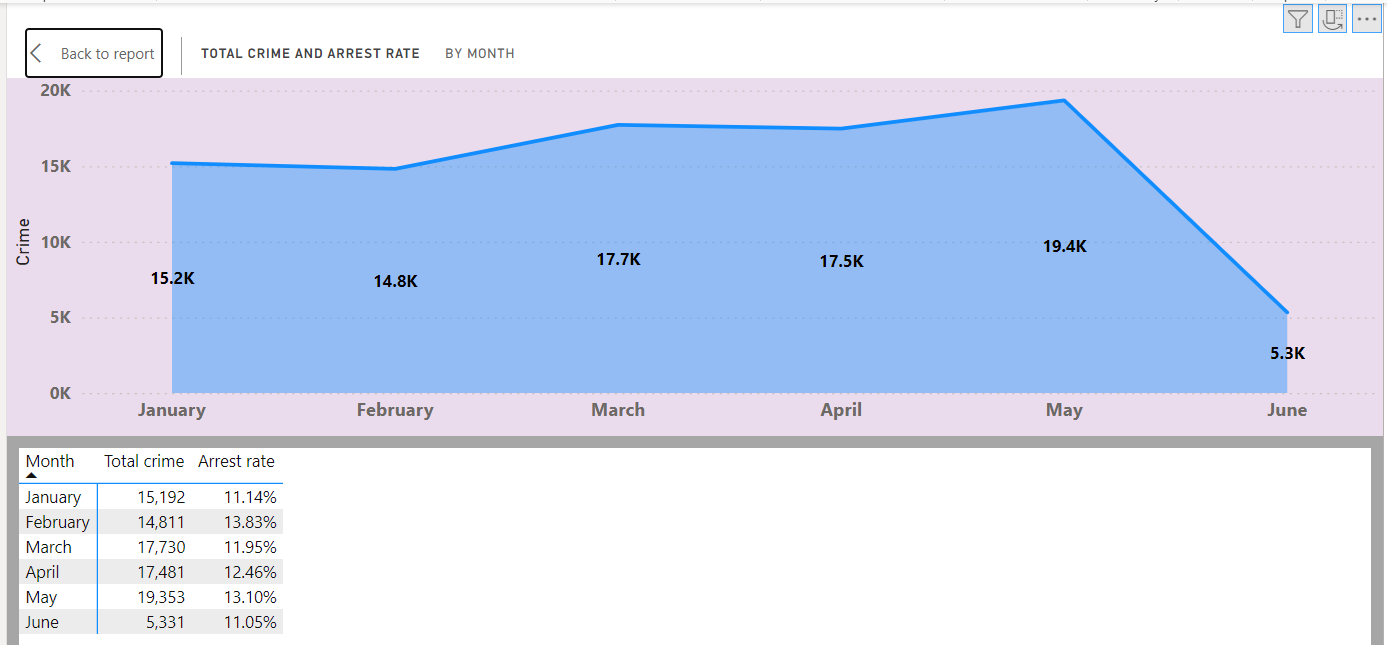 Back to report
TOTAL CRIME AND ARREST RATE BY MONTH
20K
15K
10K
5K
0K
Crime
15.2K
14.8K
17.7K
17.5K
19.4K
5.3K
January February March April May June
Month Total crime Arrest rate
January 15,192 11.14%
February 14,811 13.83%
March 17,730 11.95%
April 17,481 12.46%
May 19,353 13.10%
June 5,331 11.05%